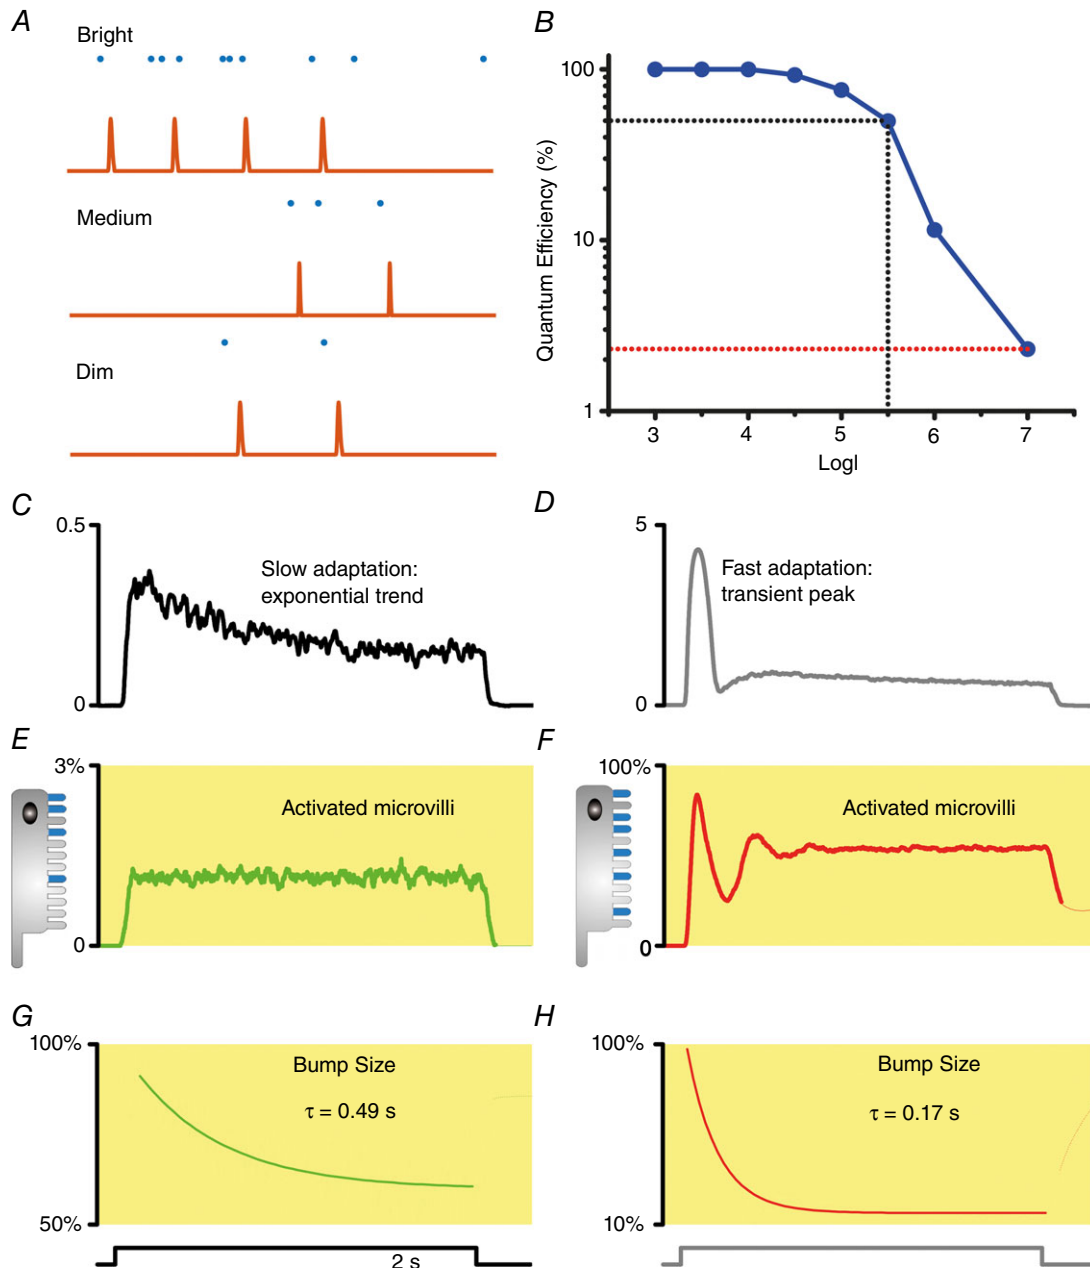 A
Bright
Medium
Dim
B
Quantum Efficiency (%)
100
10
1
3 4 5 6 7
LogI
C
0.5
0
Slow adaptation:
exponential trend
D
5
0
Fast adaptation:
transient peak
E
3%
0
Activated microvilli
F
100%
0
Activated microvilli
G
100%
50%
Bump Size
τ = 0.49 s
2 s
H
100%
10%
Bump Size
τ = 0.17 s